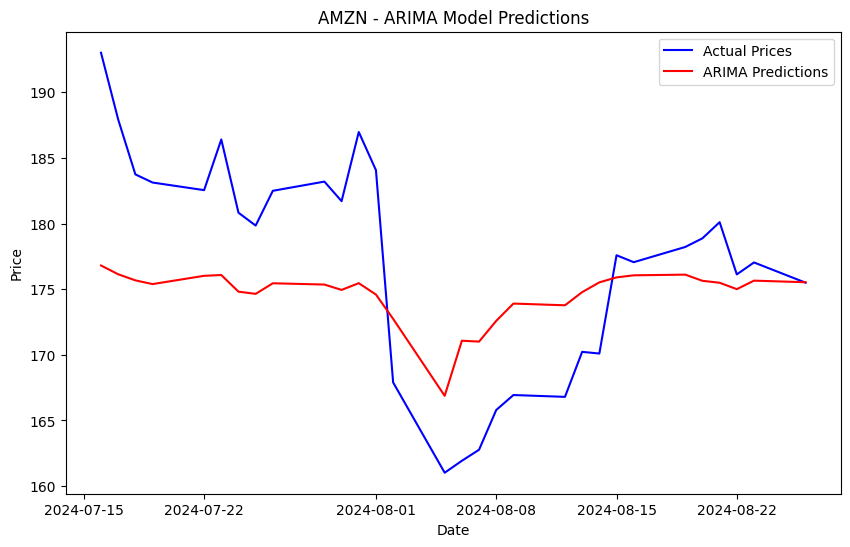 AMZN - ARIMA Model Predictions
Actual Prices
ARIMA Predictions
Price
190
185
180
175
170
165
160
2024-07-15
2024-07-22
2024-08-01
2024-08-08
2024-08-15
2024-08-22
Date